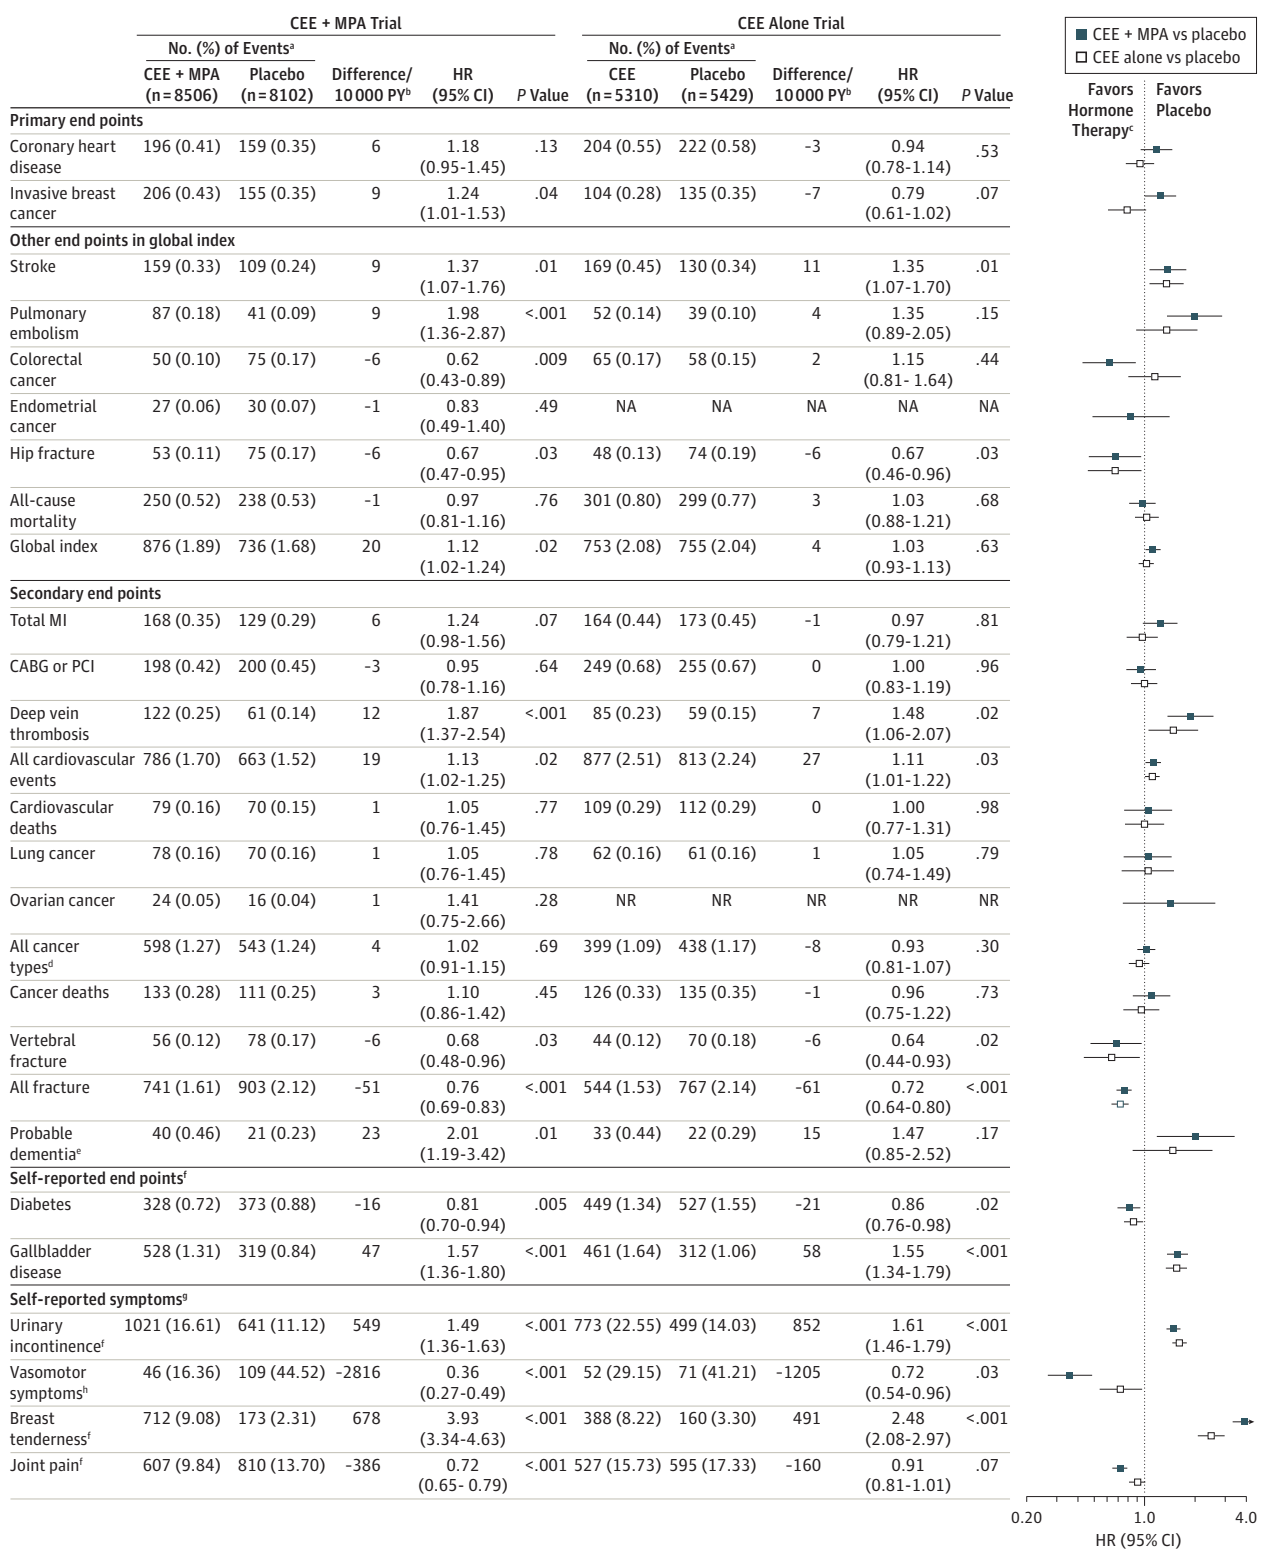 CEE + MPA Trial CEE Alone Trial
No. (%) of Eventsᵃ No. (%) of Eventsᵃ
CEE + MPA Placebo Difference/ HR CEE Placebo Difference/ HR
(n = 8506) (n = 8102) 10 000 PYᵇ (95% CI) P Value (n = 5310) (n = 5429) 10 000 PYᵇ (95% CI) P Value
CEE + MPA vs placebo
CEE alone vs placebo
Favors Favors
Hormone Placebo
Therapyᶜ
Primary end points
Coronary heart 196 (0.41) 159 (0.35) 6 1.18 .13 204 (0.55) 222 (0.58) -3 0.94 .53
disease (0.95-1.45) (0.78-1.14)
Invasive breast 206 (0.43) 155 (0.35) 9 1.24 .04 104 (0.28) 135 (0.35) -7 0.79 .07
cancer (1.01-1.53) (0.61-1.02)
Other end points in global index
Stroke 159 (0.33) 109 (0.24) 9 1.37 .01 169 (0.45) 130 (0.34) 11 1.35 .01
(1.07-1.76) (1.07-1.70)
Pulmonary 87 (0.18) 41 (0.09) 9 1.98 <.001 52 (0.14) 39 (0.10) 4 1.35 .15
embolism (1.36-2.87) (0.89-2.05)
Colorectal 50 (0.10) 75 (0.17) -6 0.62 .009 65 (0.17) 58 (0.15) 2 1.15 .44
cancer (0.43-0.89) (0.81- 1.64)
Endometrial 27 (0.06) 30 (0.07) -1 0.83 .49 NA NA NA NA NA
cancer (0.49-1.40)
Hip fracture 53 (0.11) 75 (0.17) -6 0.67 .03 48 (0.13) 74 (0.19) -6 0.67 .03
(0.47-0.95) (0.46-0.96)
All-cause 250 (0.52) 238 (0.53) -1 0.97 .76 301 (0.80) 299 (0.77) 3 1.03 .68
mortality (0.81-1.16) (0.88-1.21)
Global index 876 (1.89) 736 (1.68) 20 1.12 .02 753 (2.08) 755 (2.04) 4 1.03 .63
(1.02-1.24) (0.93-1.13)
Secondary end points
Total MI 168 (0.35) 129 (0.29) 6 1.24 .07 164 (0.44) 173 (0.45) -1 0.97 .81
(0.98-1.56) (0.79-1.21)
CABG or PCI 198 (0.42) 200 (0.45) -3 0.95 .64 249 (0.68) 255 (0.67) 0 1.00 .96
(0.78-1.16) (0.83-1.19)
Deep vein 122 (0.25) 61 (0.14) 12 1.87 <.001 85 (0.23) 59 (0.15) 7 1.48 .02
thrombosis (1.37-2.54) (1.06-2.07)
All cardiovascular 786 (1.70) 663 (1.52) 19 1.13 .02 877 (2.51) 813 (2.24) 27 1.11 .03
events (1.02-1.25) (1.01-1.22)
Cardiovascular 79 (0.16) 70 (0.15) 1 1.05 .77 109 (0.29) 112 (0.29) 0 1.00 .98
deaths (0.76-1.45) (0.77-1.31)
Lung cancer 78 (0.16) 70 (0.16) 1 1.05 .78 62 (0.16) 61 (0.16) 1 1.05 .79
(0.76-1.45) (0.74-1.49)
Ovarian cancer 24 (0.05) 16 (0.04) 1 1.41 .28 NR NR NR NR NR
(0.75-2.66)
All cancer 598 (1.27) 543 (1.24) 4 1.02 .69 399 (1.09) 438 (1.17) -8 0.93 .30
typesᵈ (0.91-1.15) (0.81-1.07)
Cancer deaths 133 (0.28) 111 (0.25) 3 1.10 .45 126 (0.33) 135 (0.35) -1 0.96 .73
(0.86-1.42) (0.75-1.22)
Vertebral 56 (0.12) 78 (0.17) -6 0.68 .03 44 (0.12) 70 (0.18) -6 0.64 .02
fracture (0.48-0.96) (0.44-0.93)
All fracture 741 (1.61) 903 (2.12) -51 0.76 <.001 544 (1.53) 767 (2.14) -61 0.72 <.001
(0.69-0.83) (0.64-0.80)
Probable 40 (0.46) 21 (0.23) 23 2.01 .01 33 (0.44) 22 (0.29) 15 1.47 .17
dementiaᵉ (1.19-3.42) (0.85-2.52)
Self-reported end pointsᶠ
Diabetes 328 (0.72) 373 (0.88) -16 0.81 .005 449 (1.34) 527 (1.55) -21 0.86 .02
(0.70-0.94) (0.76-0.98)
Gallbladder 528 (1.31) 319 (0.84) 47 1.57 <.001 461 (1.64) 312 (1.06) 58 1.55 <.001
disease (1.36-1.80) (1.34-1.79)
Self-reported symptomsᵍ
Urinary 1021 (16.61) 641 (11.12) 549 1.49 <.001 773 (22.55) 499 (14.03) 852 1.61 <.001
incontinenceᶠ (1.36-1.63) (1.46-1.79)
Vasomotor 46 (16.36) 109 (44.52) -2816 0.36 <.001 52 (29.15) 71 (41.21) -1205 0.72 .03
symptomsʰ (0.27-0.49) (0.54-0.96)
Breast 712 (9.08) 173 (2.31) 678 3.93 <.001 388 (8.22) 160 (3.30) 491 2.48 <.001
tendernessᶠ (3.34-4.63) (2.08-2.97)
Joint painᶠ 607 (9.84) 810 (13.70) -386 0.72 <.001 527 (15.73) 595 (17.33) -160 0.91 .07
(0.65- 0.79) (0.81-1.01)
0.20 1.0 4.0
HR (95% CI)